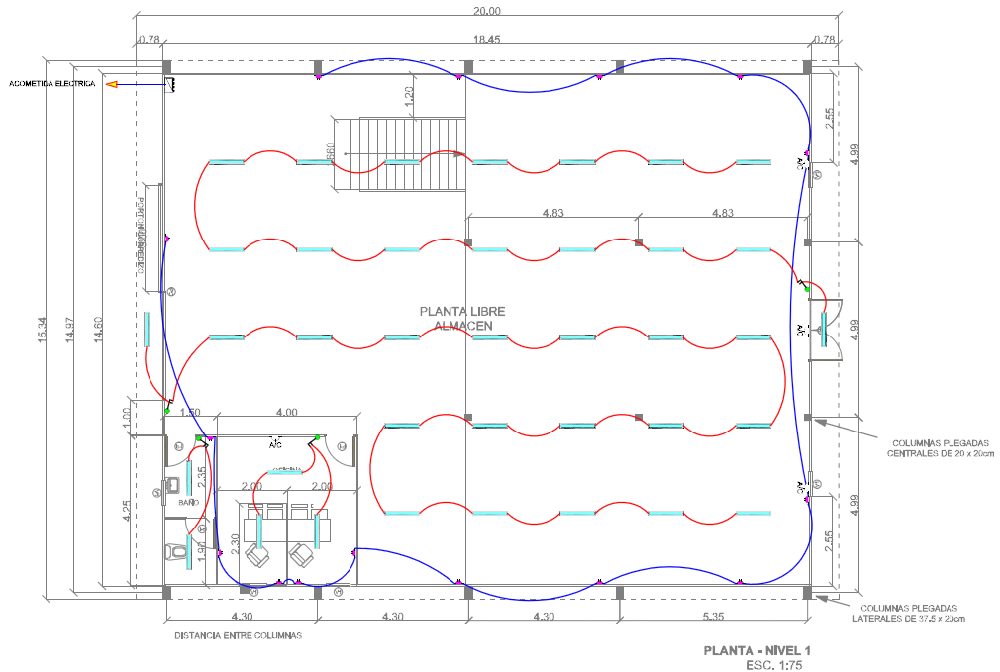 20.00
0.78
18.45
0.78
ACOMETIDA ELECTRICA
1.20
2.55
4.99
.660
A/C
4.83
4.83
15.34
14.97
14.60
PLANTA LIBRE
ALMACEN
A/C
4.99
1.00
1.50
4.00
A/C
COLUMNAS PLEGADAS
CENTRALES DE 20 x 20cm
2.35
OFICINA
2.00
2.00
A/C
BAÑO
4.25
4.99
2.30
1.90
2.55
COLUMNAS PLEGADAS
LATERALES DE 37.5 x 20cm
4.30
4.30
4.30
5.35
DISTANCIA ENTRE COLUMNAS
PLANTA - NIVEL 1
ESC. 1:75